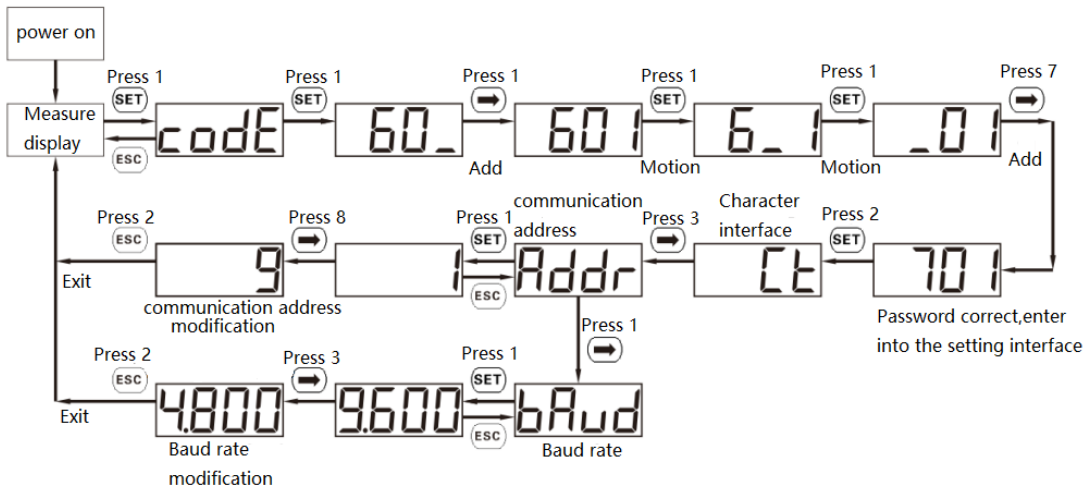 power on
Press 1
Press 1
Press 1
Press 1
Press 1
Press 7
SET
SET
SET
SET
Measure
display
codE
60_
601
6_1
_01
ESC
Add
Motion
Motion
Add
communication
address
Character
interface
Press 2
Press 8
Press 1
Press 3
Press 2
ESC
SET
SET
9
1
Addr
Ct
701
Exit
ESC
communication address
modification
Press 1
Password correct,enter
into the setting interface
Press 2
Press 3
Press 1
ESC
SET
4.800
9.600
bAud
Exit
ESC
Baud rate
modification
Baud rate